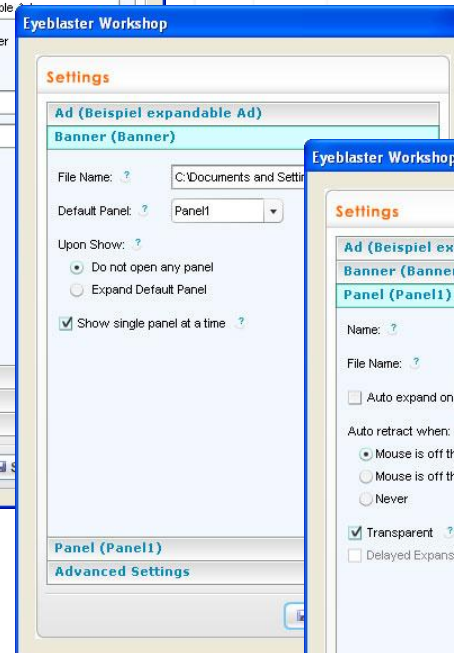 Eyeblaster Workshop
Settings
Ad (Beispiel expandable Ad)
Banner (Banner)
File Name: ?
C:\Documents and Settin
Default Panel: ?
Panel1
Upon Show: ?
Do not open any panel
Expand Default Panel
Show single panel at a time ?
Panel (Panel1)
Advanced Settings
Eyeblaster Workshop
Settings
Ad (Beispiel ex
Banner (Banner
Panel (Panel1)
Name: ?
File Name: ?
Auto expand on
Auto retract when:
Mouse is off th
Mouse is off th
Never
Transparent ?
Delayed Expans